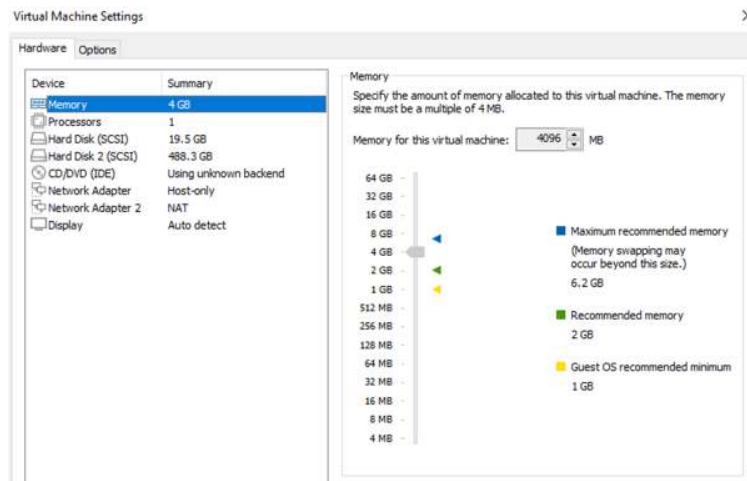 Virtual Machine Settings
Hardware Options
Device Summary
Memory 4 GB
Processors 1
Hard Disk (SCSI) 19.5 GB
Hard Disk 2 (SCSI) 488.3 GB
CD/DVD (IDE) Using unknown backend
Network Adapter Host-only
Network Adapter 2 NAT
Display Auto detect
Memory
Specify the amount of memory allocated to this virtual machine. The memory
size must be a multiple of 4 MB.
Memory for this virtual machine: 4096 MB
64 GB
32 GB
16 GB
8 GB
4 GB
2 GB
1 GB
512 MB
256 MB
128 MB
64 MB
32 MB
16 MB
8 MB
4 MB
Maximum recommended memory
(Memory swapping may
occur beyond this size.)
6.2 GB
Recommended memory
2 GB
Guest OS recommended minimum
1 GB